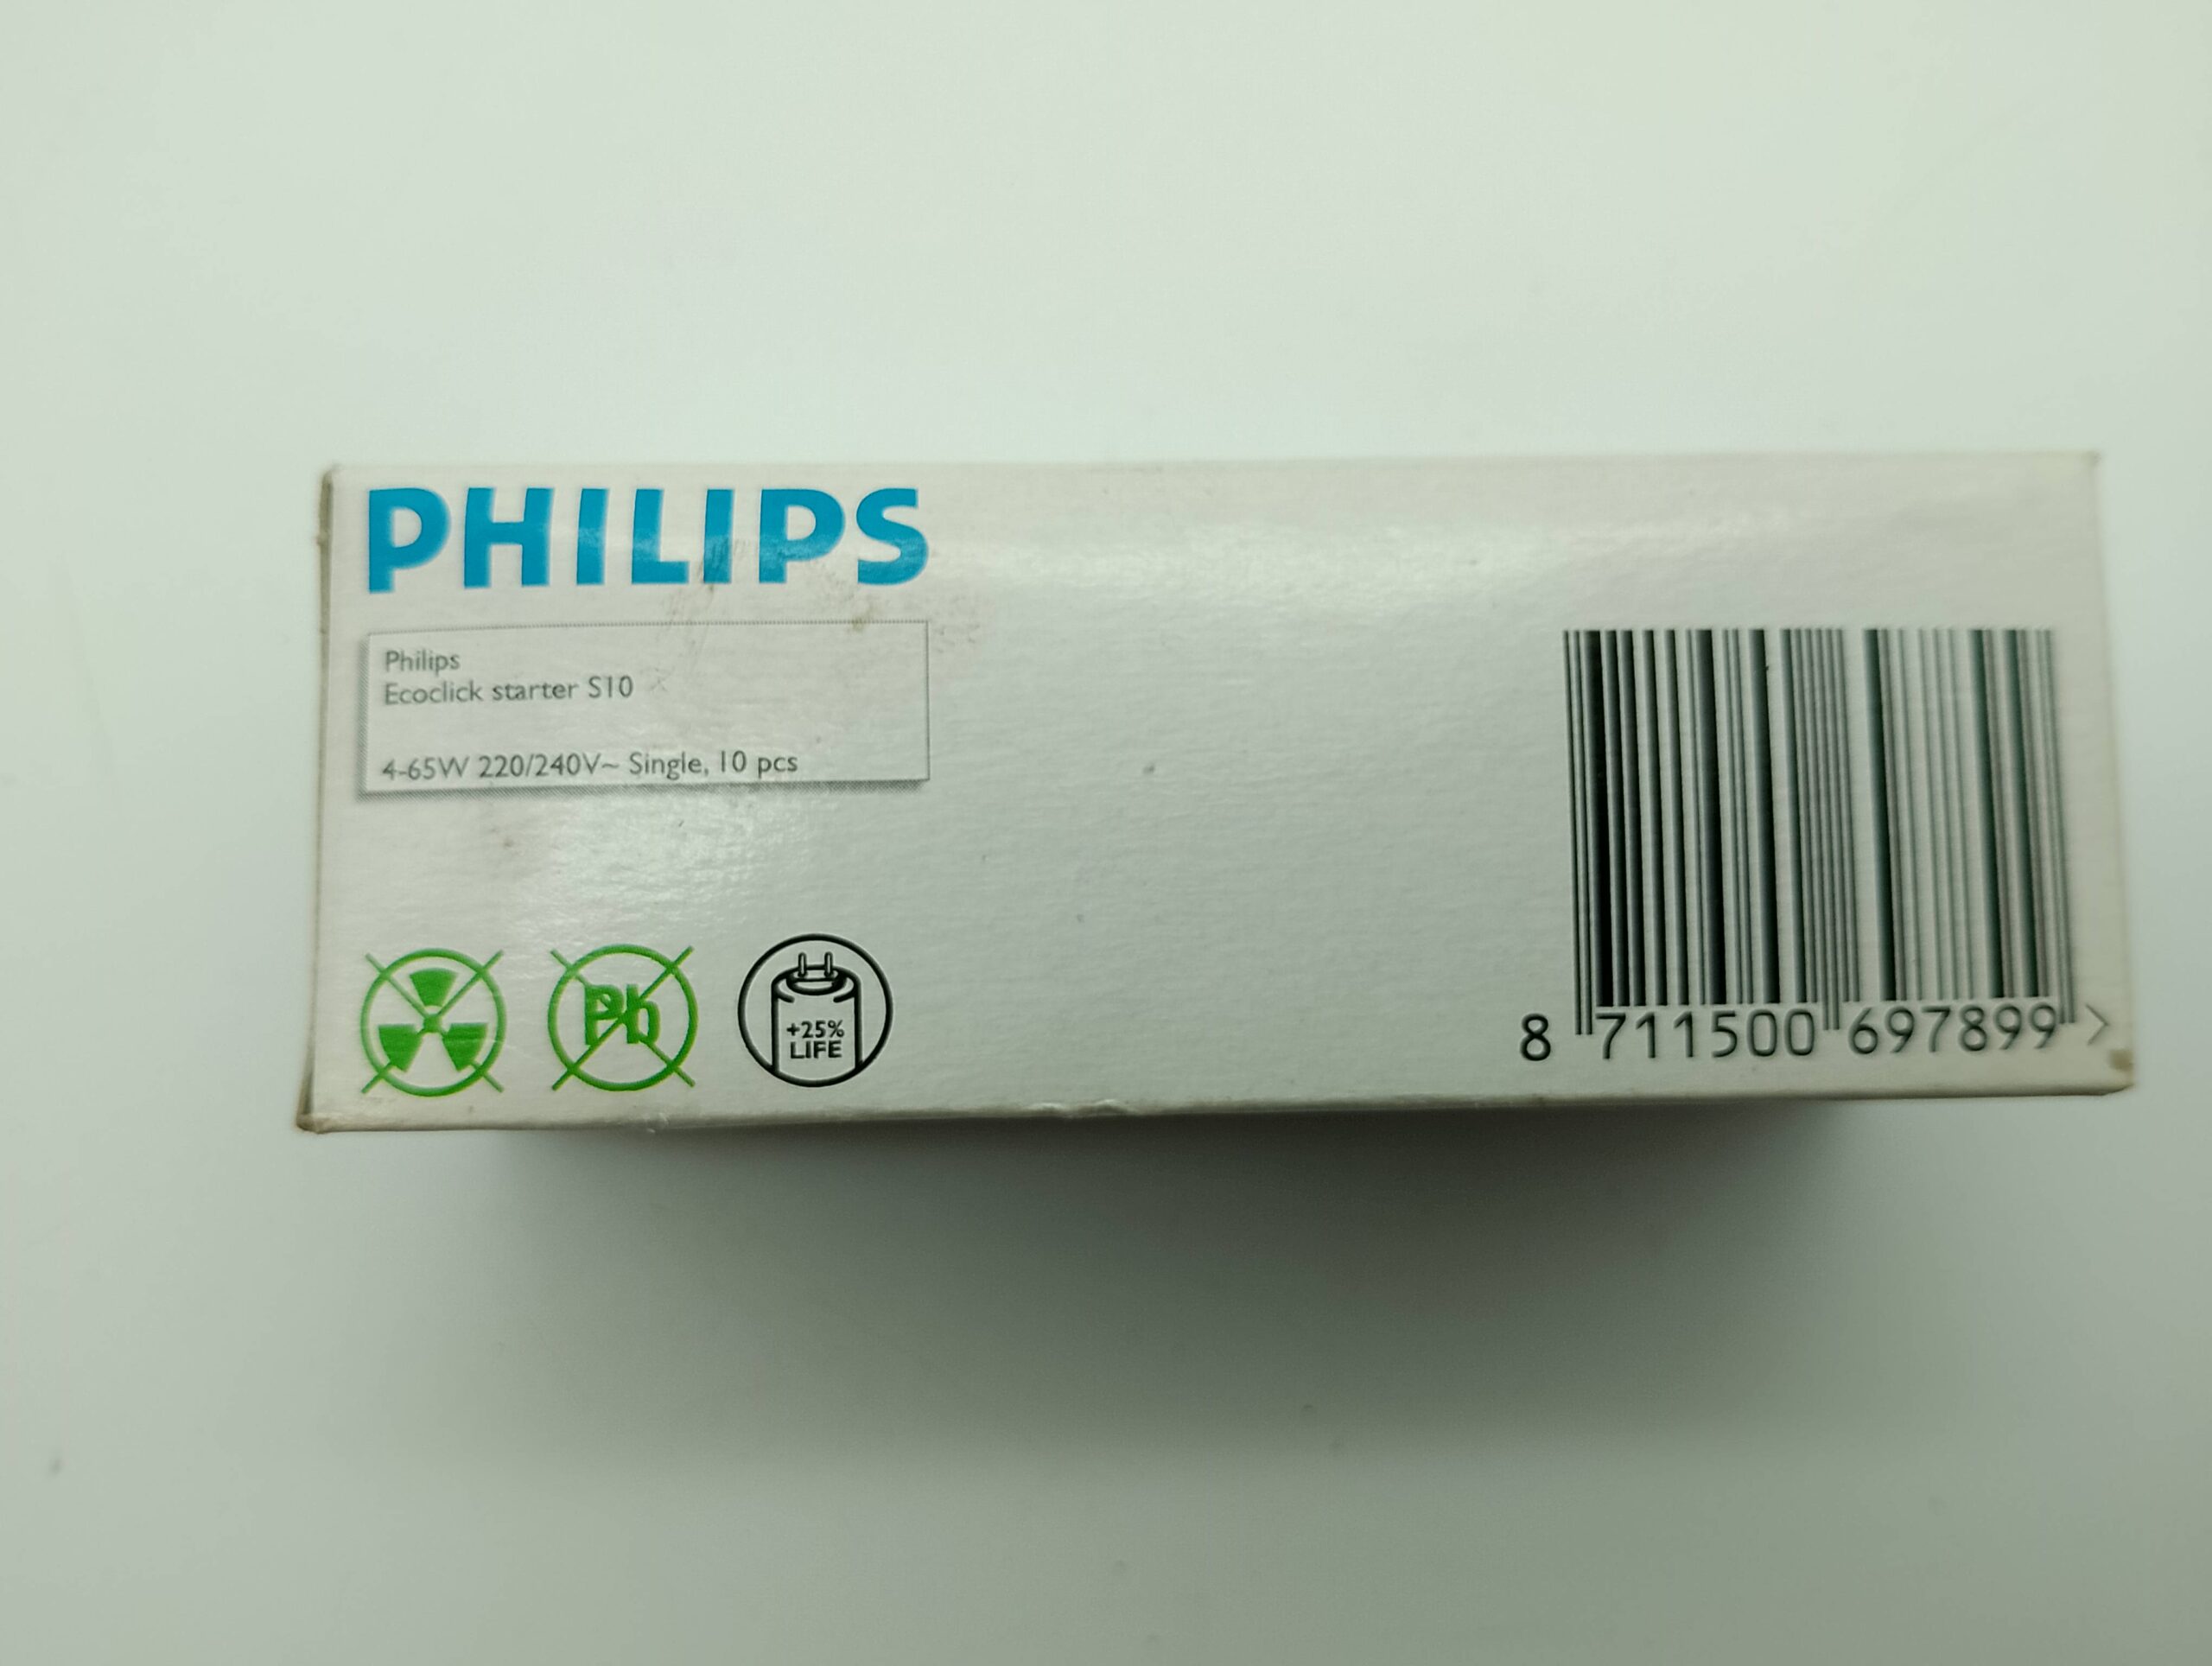 PHILIPS
Philips
Ecoclick starter S10
4-65W 220/240V~ Single, 10 pcs
Pb
+25%
LIFE
8 711500 697899 >